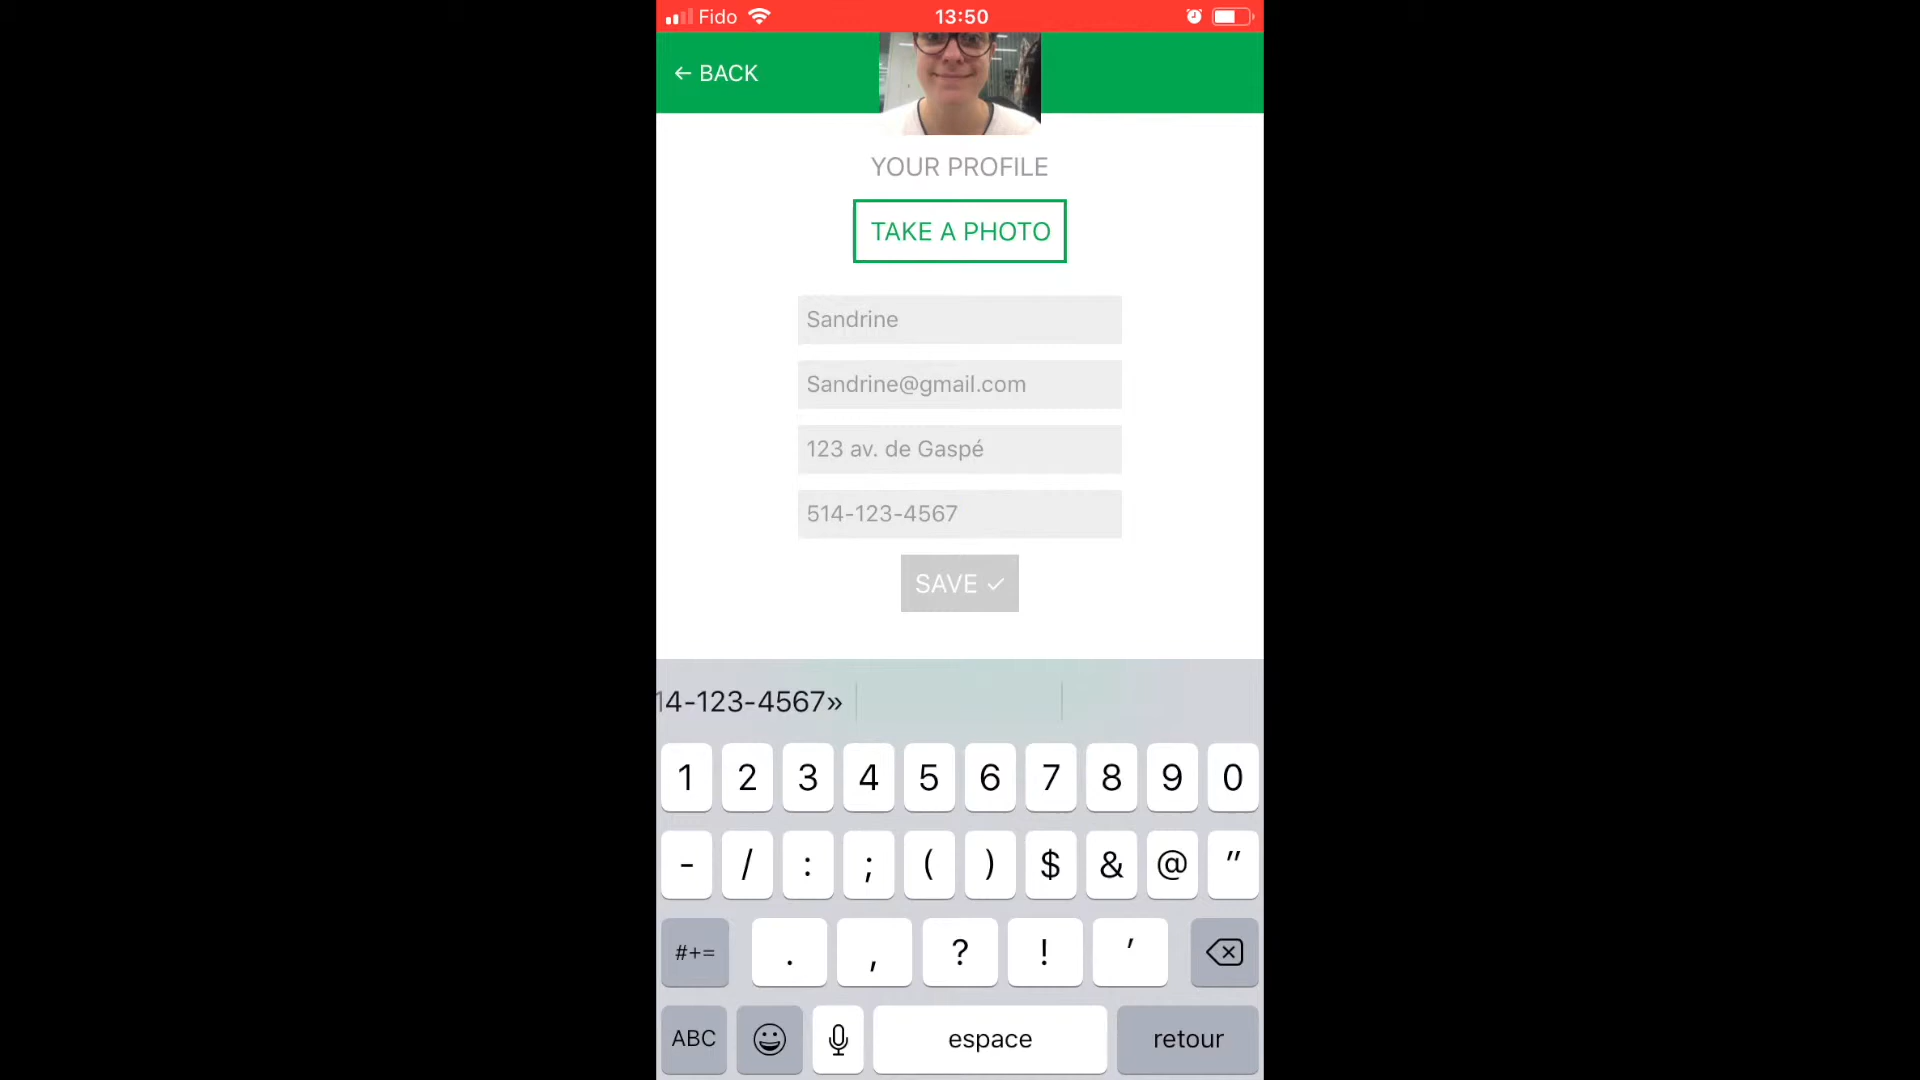 Fido 13:50
← BACK
YOUR PROFILE
TAKE A PHOTO
Sandrine
Sandrine@gmail.com
123 av. de Gaspé
514-123-4567
SAVE ✓
14-123-4567»
1 2 3 4 5 6 7 8 9 0
- / : ; ( ) $ & @ "
#+= . , ? ! '
ABC espace retour